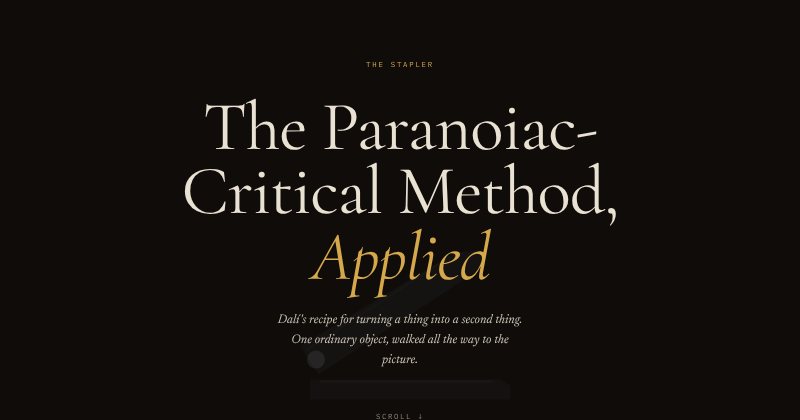 THE STAPLER
The Paranoiac-
Critical Method,
Applied
Dalí's recipe for turning a thing into a second thing.
One ordinary object, walked all the way to the
picture.
SCROLL ↓